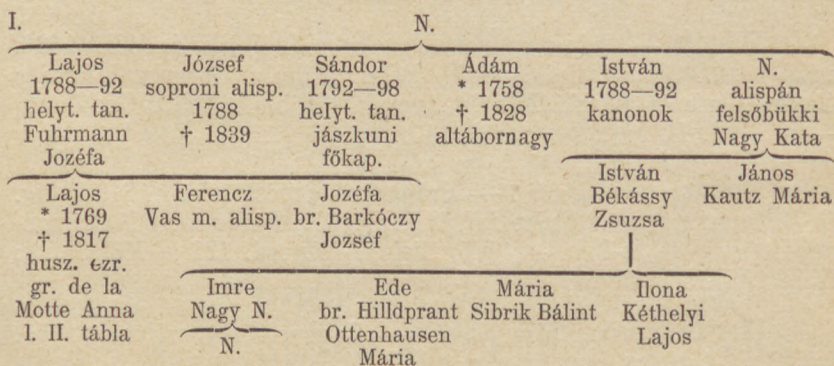 I.
N.
Lajos József Sándor Ádám István N.
1788—92 soproni alisp. 1792—98 * 1758 1788—92 alispán
helyt. tan. 1788 helyt. tan. † 1828 kanonok felsőbükki
Fuhrmann † 1839 jászkuni altábornagy Nagy Kata
Jozéfa főkap.
István János
Lajos Ferencz Jozéfa Békássy Kautz Mária
* 1769 Vas m. alisp. br. Barkóczy Zsuzsa
† 1817 Jozsef
husz. ezr.
gr. de la Imre Ede Mária Ilona
Motte Anna Nagy N. br. Hilldprant Sibrik Bálint Kéthelyi
l. II. tábla N. Ottenhausen Lajos
Mária